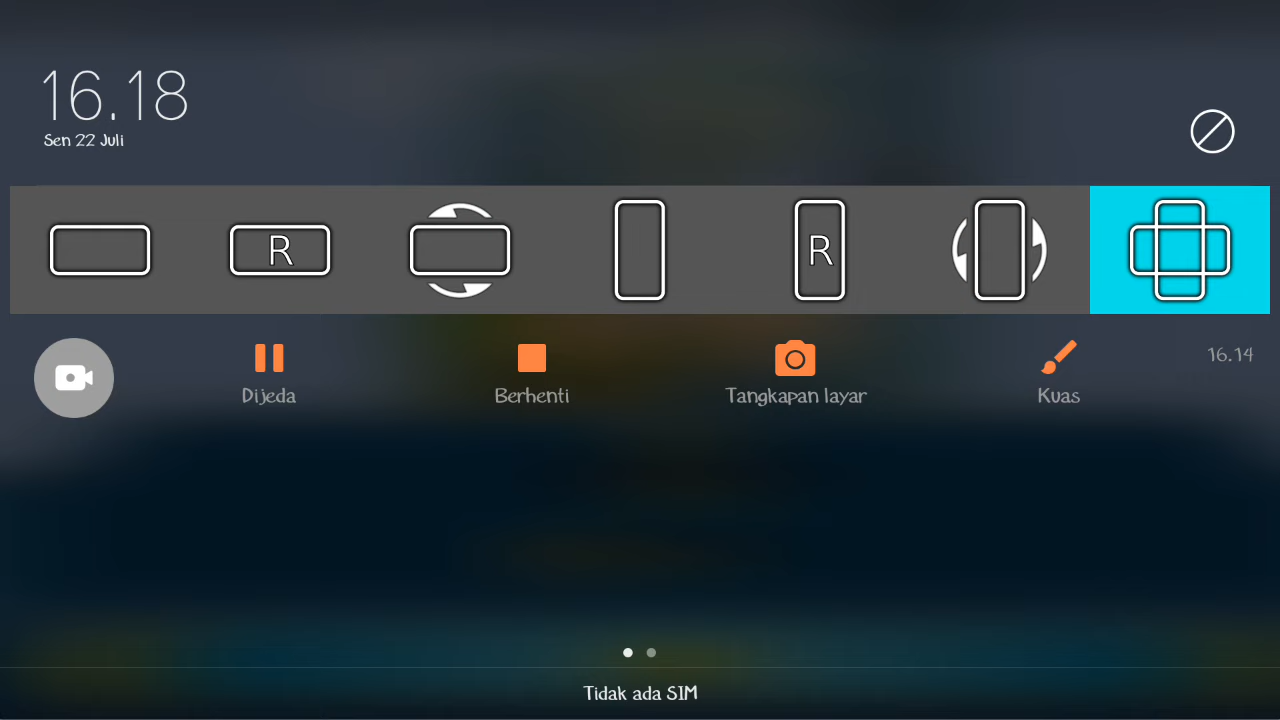 16.18
Sen 22 Juli
R
R
Dijeda
Berhenti
Tangkapan layar
Kuas
16.14
Tidak ada SIM